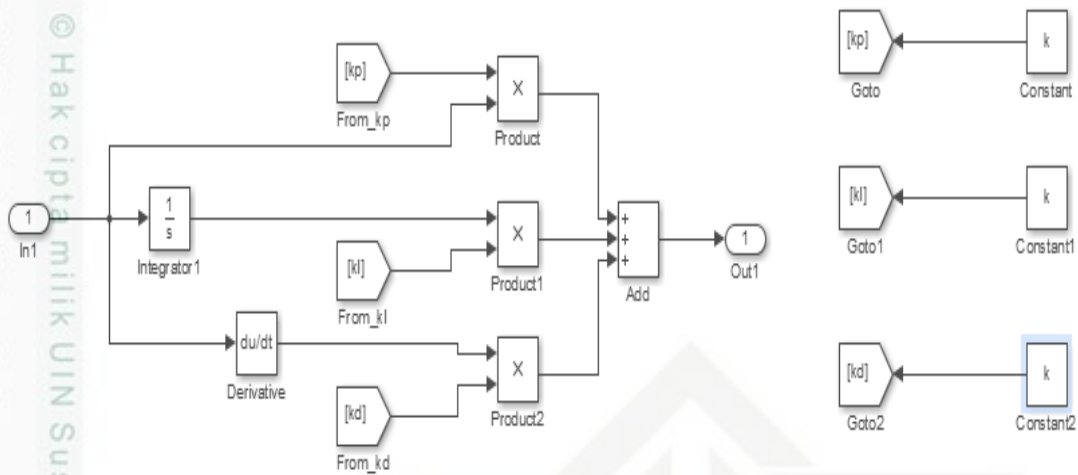 © Hak cipta milik UIN Sus
[kp]
From_kp
X
Product
1
In1
1
s
Integrator1
[kI]
From_kI
X
Product1
+
+
+
Add
1
Out1
du/dt
Derivative
[kd]
From_kd
X
Product2
[kp]
Goto
k
Constant
[kI]
Goto1
k
Constant1
[kd]
Goto2
k
Constant2